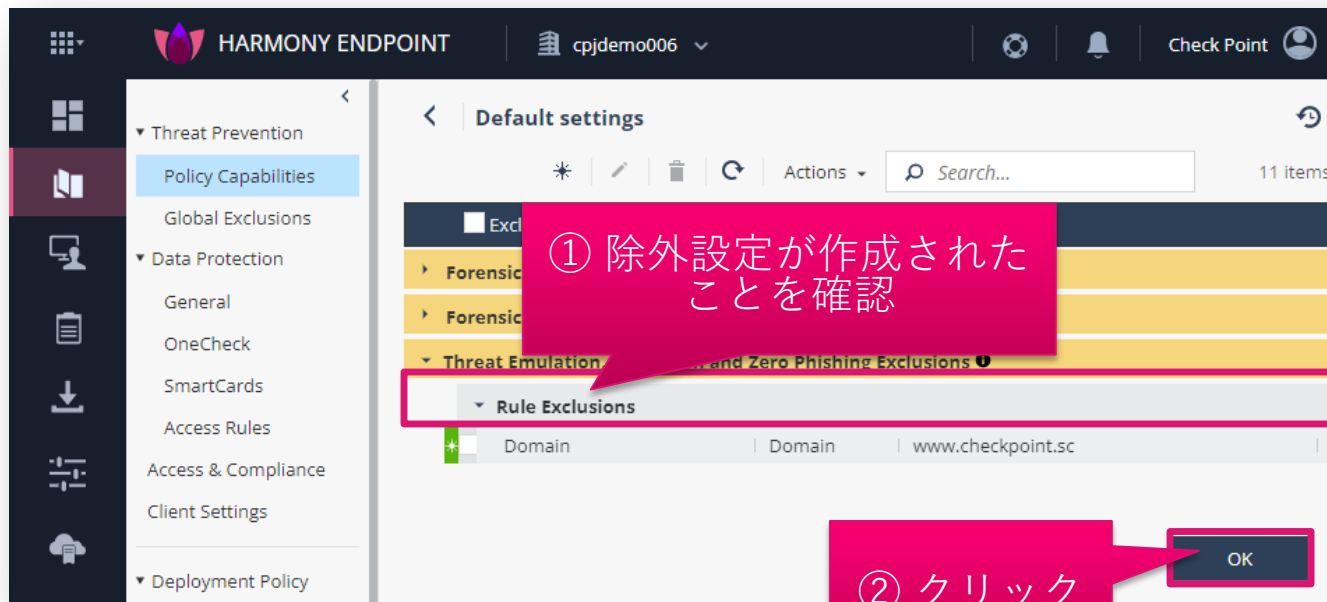 HARMONY ENDPOINT
cpjdemo006
Check Point
Threat Prevention
Policy Capabilities
Global Exclusions
Data Protection
General
OneCheck
SmartCards
Access Rules
Access & Compliance
Client Settings
Deployment Policy
Default settings
Actions
Search...
11 items
① 除外設定が作成された
ことを確認
Threat Emulation and Zero Phishing Exclusions
Rule Exclusions
Domain Domain www.checkpoint.sc
OK
② クリック